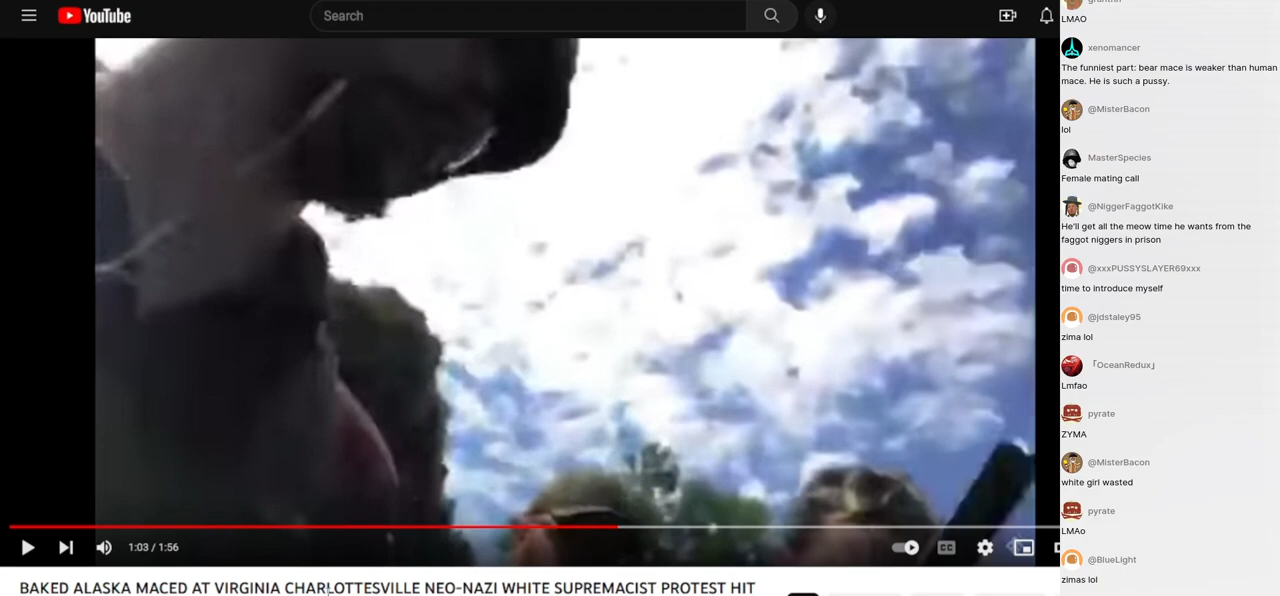 YouTube
Search
BAKED ALASKA MACED AT VIRGINIA CHARLOTTESVILLE NEO-NAZI WHITE SUPREMACIST PROTEST HIT
1:03 / 1:56
CC
LMAO
xenomancer
The funniest part: bear mace is weaker than human
mace. He is such a pussy.
@MisterBacon
lol
MasterSpecies
Female mating call
@NiggerFaggotKike
He'll get all the meow time he wants from the
faggot niggers in prison
@xxxPUSSYSLAYER69xxx
time to introduce myself
@jdstaley95
zima lol
「OceanRedux」
Lmfao
pyrate
ZYMA
@MisterBacon
white girl wasted
pyrate
LMAo
@BlueLight
zimas lol